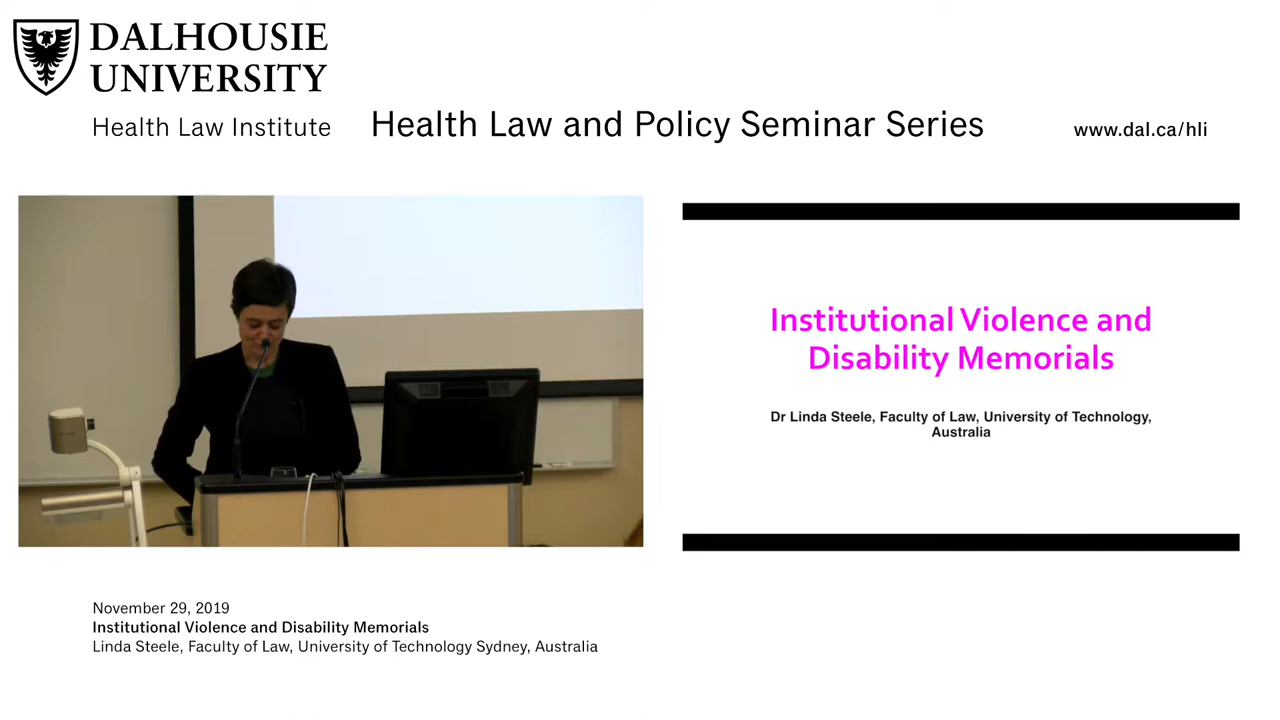 DALHOUSIE
UNIVERSITY
Health Law Institute
Health Law and Policy Seminar Series
www.dal.ca/hli
Institutional Violence and
Disability Memorials
Dr Linda Steele, Faculty of Law, University of Technology,
Australia
November 29, 2019
Institutional Violence and Disability Memorials
Linda Steele, Faculty of Law, University of Technology Sydney, Australia